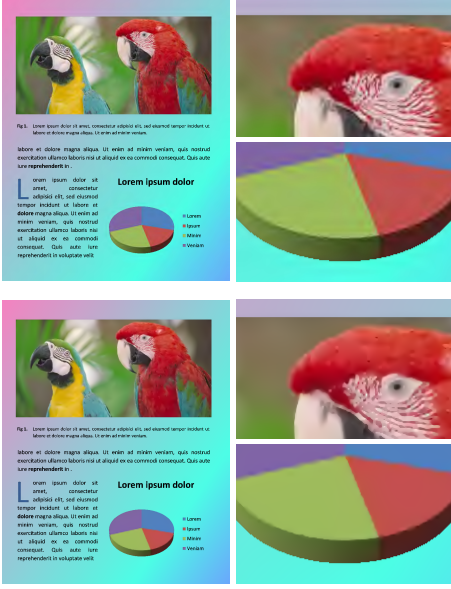 Fig 1. Lorem ipsum dolor sit amet, consectetur adipisici elit, sed eiusmod tempor incidunt ut
labore et dolore magna aliqua. Ut enim ad minim veniam.
labore et dolore magna aliqua. Ut enim ad minim veniam, quis nostrud
exercitation ullamco laboris nisi ut aliquid ex ea commodi consequat. Quis aute
iure reprehenderit in .
Lorem ipsum dolor sit
amet, consectetur
adipisici elit, sed eiusmod
tempor incidunt ut labore et
dolore magna aliqua. Ut enim ad
minim veniam, quis nostrud
exercitation ullamco laboris nisi
ut aliquid ex ea commodi
consequat. Quis aute iure
reprehenderit in voluptate velit
Lorem ipsum dolor
Lorem
Ipsum
Minim
Veniam
Fig 1. Lorem ipsum dolor sit amet, consectetur adipisici elit, sed eiusmod tempor incidunt ut
labore et dolore magna aliqua. Ut enim ad minim veniam.
labore et dolore magna aliqua. Ut enim ad minim veniam, quis nostrud
exercitation ullamco laboris nisi ut aliquid ex ea commodi consequat. Quis aute
iure reprehenderit in .
Lorem ipsum dolor sit
amet, consectetur
adipisici elit, sed eiusmod
tempor incidunt ut labore et
dolore magna aliqua. Ut enim ad
minim veniam, quis nostrud
exercitation ullamco laboris nisi
ut aliquid ex ea commodi
consequat. Quis aute iure
reprehenderit in voluptate velit
Lorem ipsum dolor
Lorem
Ipsum
Minim
Veniam